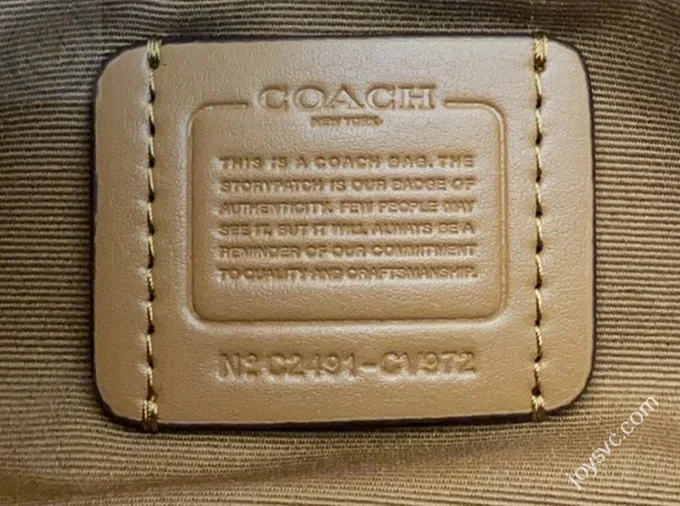 COACH
NEW YORK
THIS IS A COACH BAG. THE
STORYPATCH IS OUR BADGE OF
AUTHENTICITY. FEW PEOPLE MAY
SEE IT, BUT IT WILL ALWAYS BE A
REMINDER OF OUR COMMITMENT
TO QUALITY AND CRAFTSMANSHIP.
Nº.C2491-C1972
joysvc.com